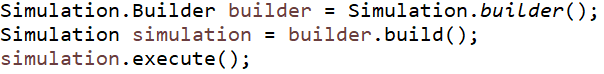 Simulation.Builder builder = Simulation.builder();
Simulation simulation = builder.build();
simulation.execute();